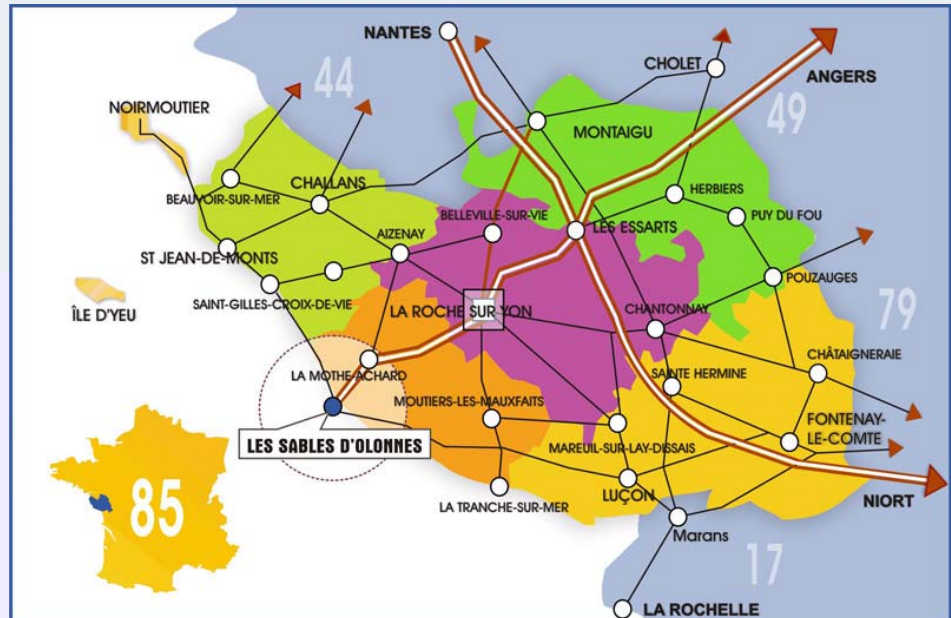 NANTES
CHOLET
ANGERS
44
49
NOIRMOUTIER
MONTAIGU
CHALLANS
HERBIERS
BEAUVOIR-SUR-MER
BELLEVILLE-SUR-VIE
PUY DU FOU
AIZENAY
LES ESSARTS
ST JEAN-DE-MONTS
POUZAUGES
SAINT-GILLES-CROIX-DE-VIE
LA ROCHE SUR YON
CHANTONNAY
ÎLE D'YEU
79
CHÂTAIGNERAIE
LA MOTHE-ACHARD
SAINTE HERMINE
MOUTIERS-LES-MAUXFAITS
FONTENAY-
LE-COMTE
LES SABLES D'OLONNES
MAREUIL-SUR-LAY-DISSAIS
LUÇON
NIORT
85
LA TRANCHE-SUR-MER
Marans
17
LA ROCHELLE